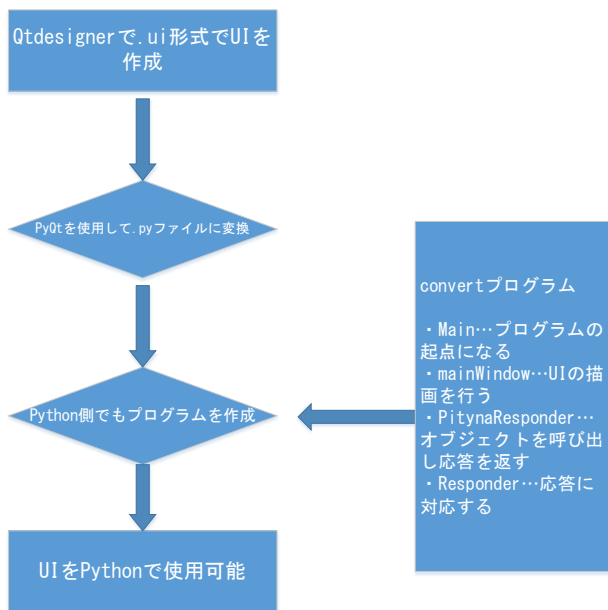 Qtdesignerで.ui形式でUIを
作成
PyQtを使用して.pyファイルに変換
Python側でもプログラムを作成
UIをPythonで使用可能
convertプログラム
・Main…プログラムの
起点になる
・mainWindow…UIの描
画を行う
・PitynaResponder…
オブジェクトを呼び出
し応答を返す
・Responder…応答に
対応する